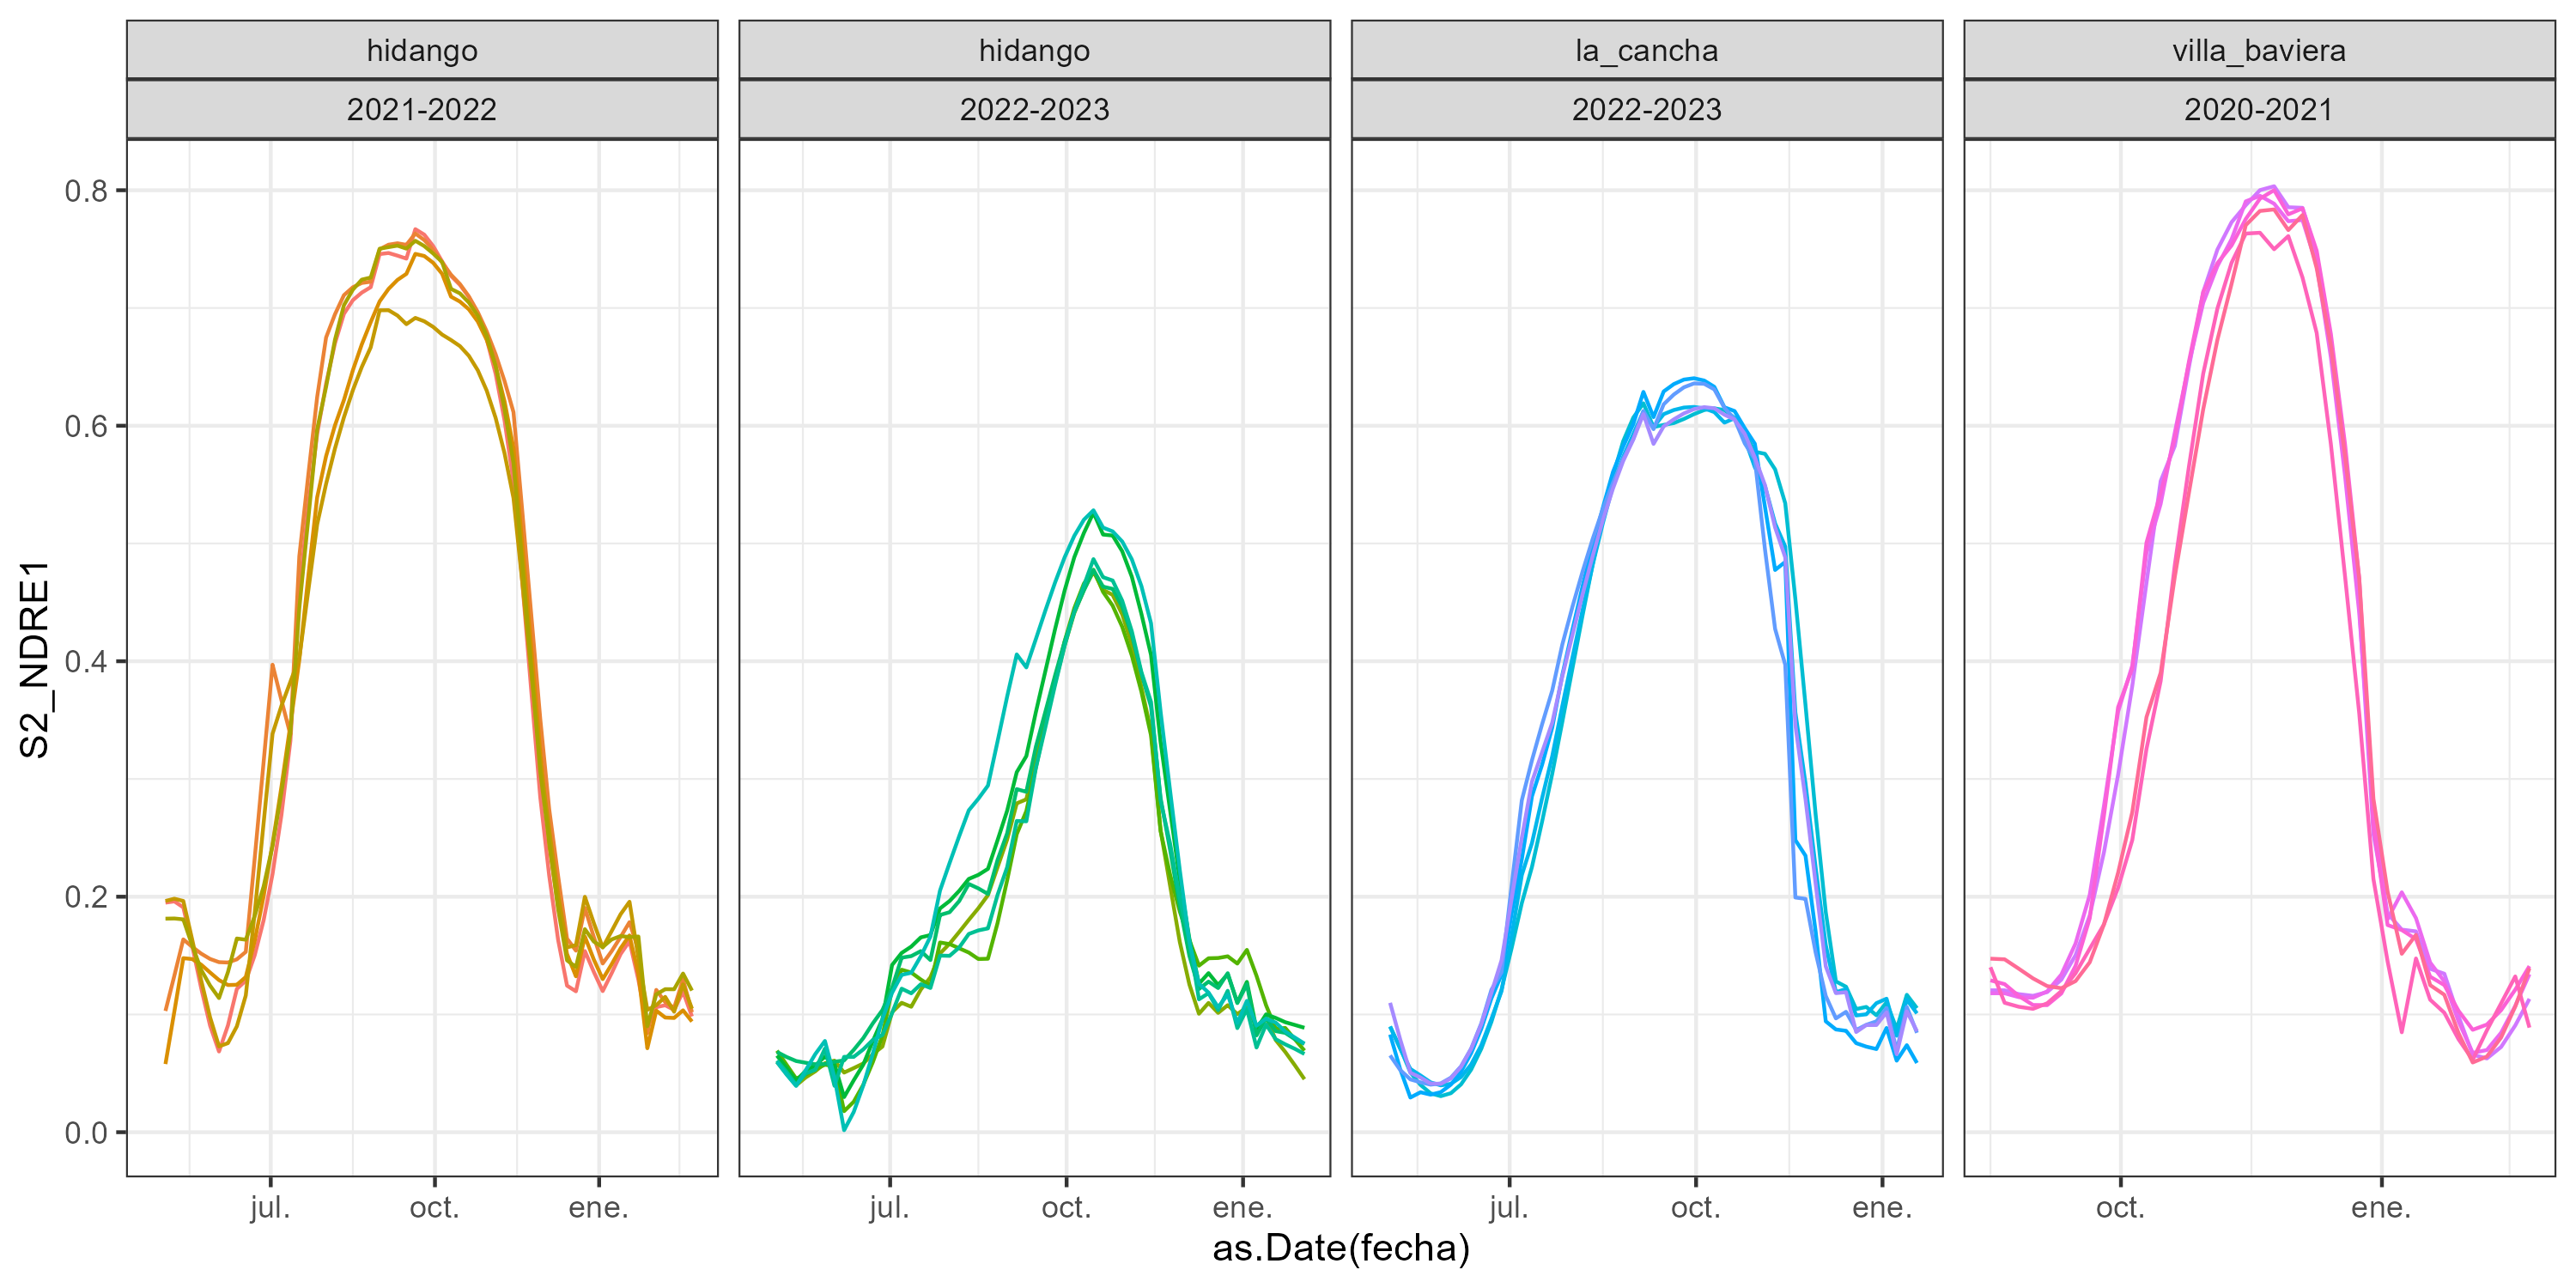 hidango hidango la_cancha villa_baviera
2021-2022 2022-2023 2022-2023 2020-2021
S2_NDRE1
0.8
0.6
0.4
0.2
0.0
jul. oct. ene. jul. oct. ene. jul. oct. ene. oct. ene.
as.Date(fecha)